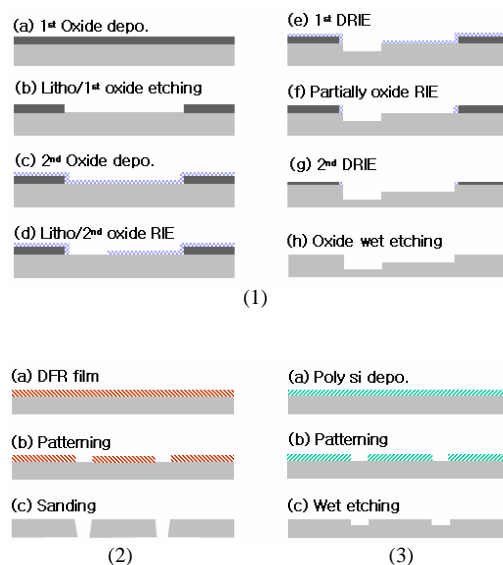 (a) 1st Oxide depo.
(b) Litho/1st oxide etching
(c) 2nd Oxide depo.
(d) Litho/2nd oxide RIE
(e) 1st DRIE
(f) Partially oxide RIE
(g) 2nd DRIE
(h) Oxide wet etching
(1)
(a) DFR film
(b) Patterning
(c) Sanding
(2)
(a) Poly si depo.
(b) Patterning
(c) Wet etching
(3)